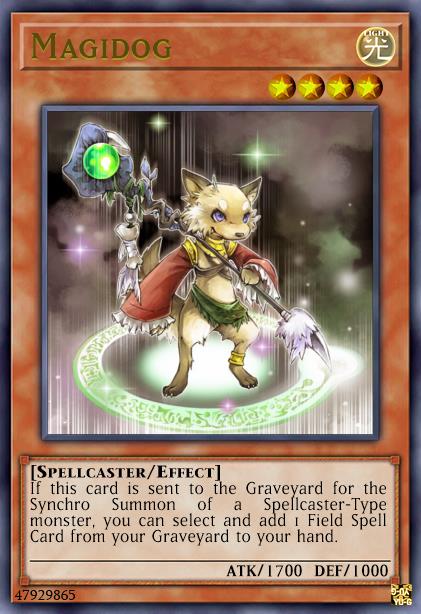 MAGIDOG
LIGHT
光
[SPELLCASTER/EFFECT]
If this card is sent to the Graveyard for the
Synchro Summon of a Spellcaster-Type
monster, you can select and add 1 Field Spell
Card from your Graveyard to your hand.
ATK/1700 DEF/1000
47929865